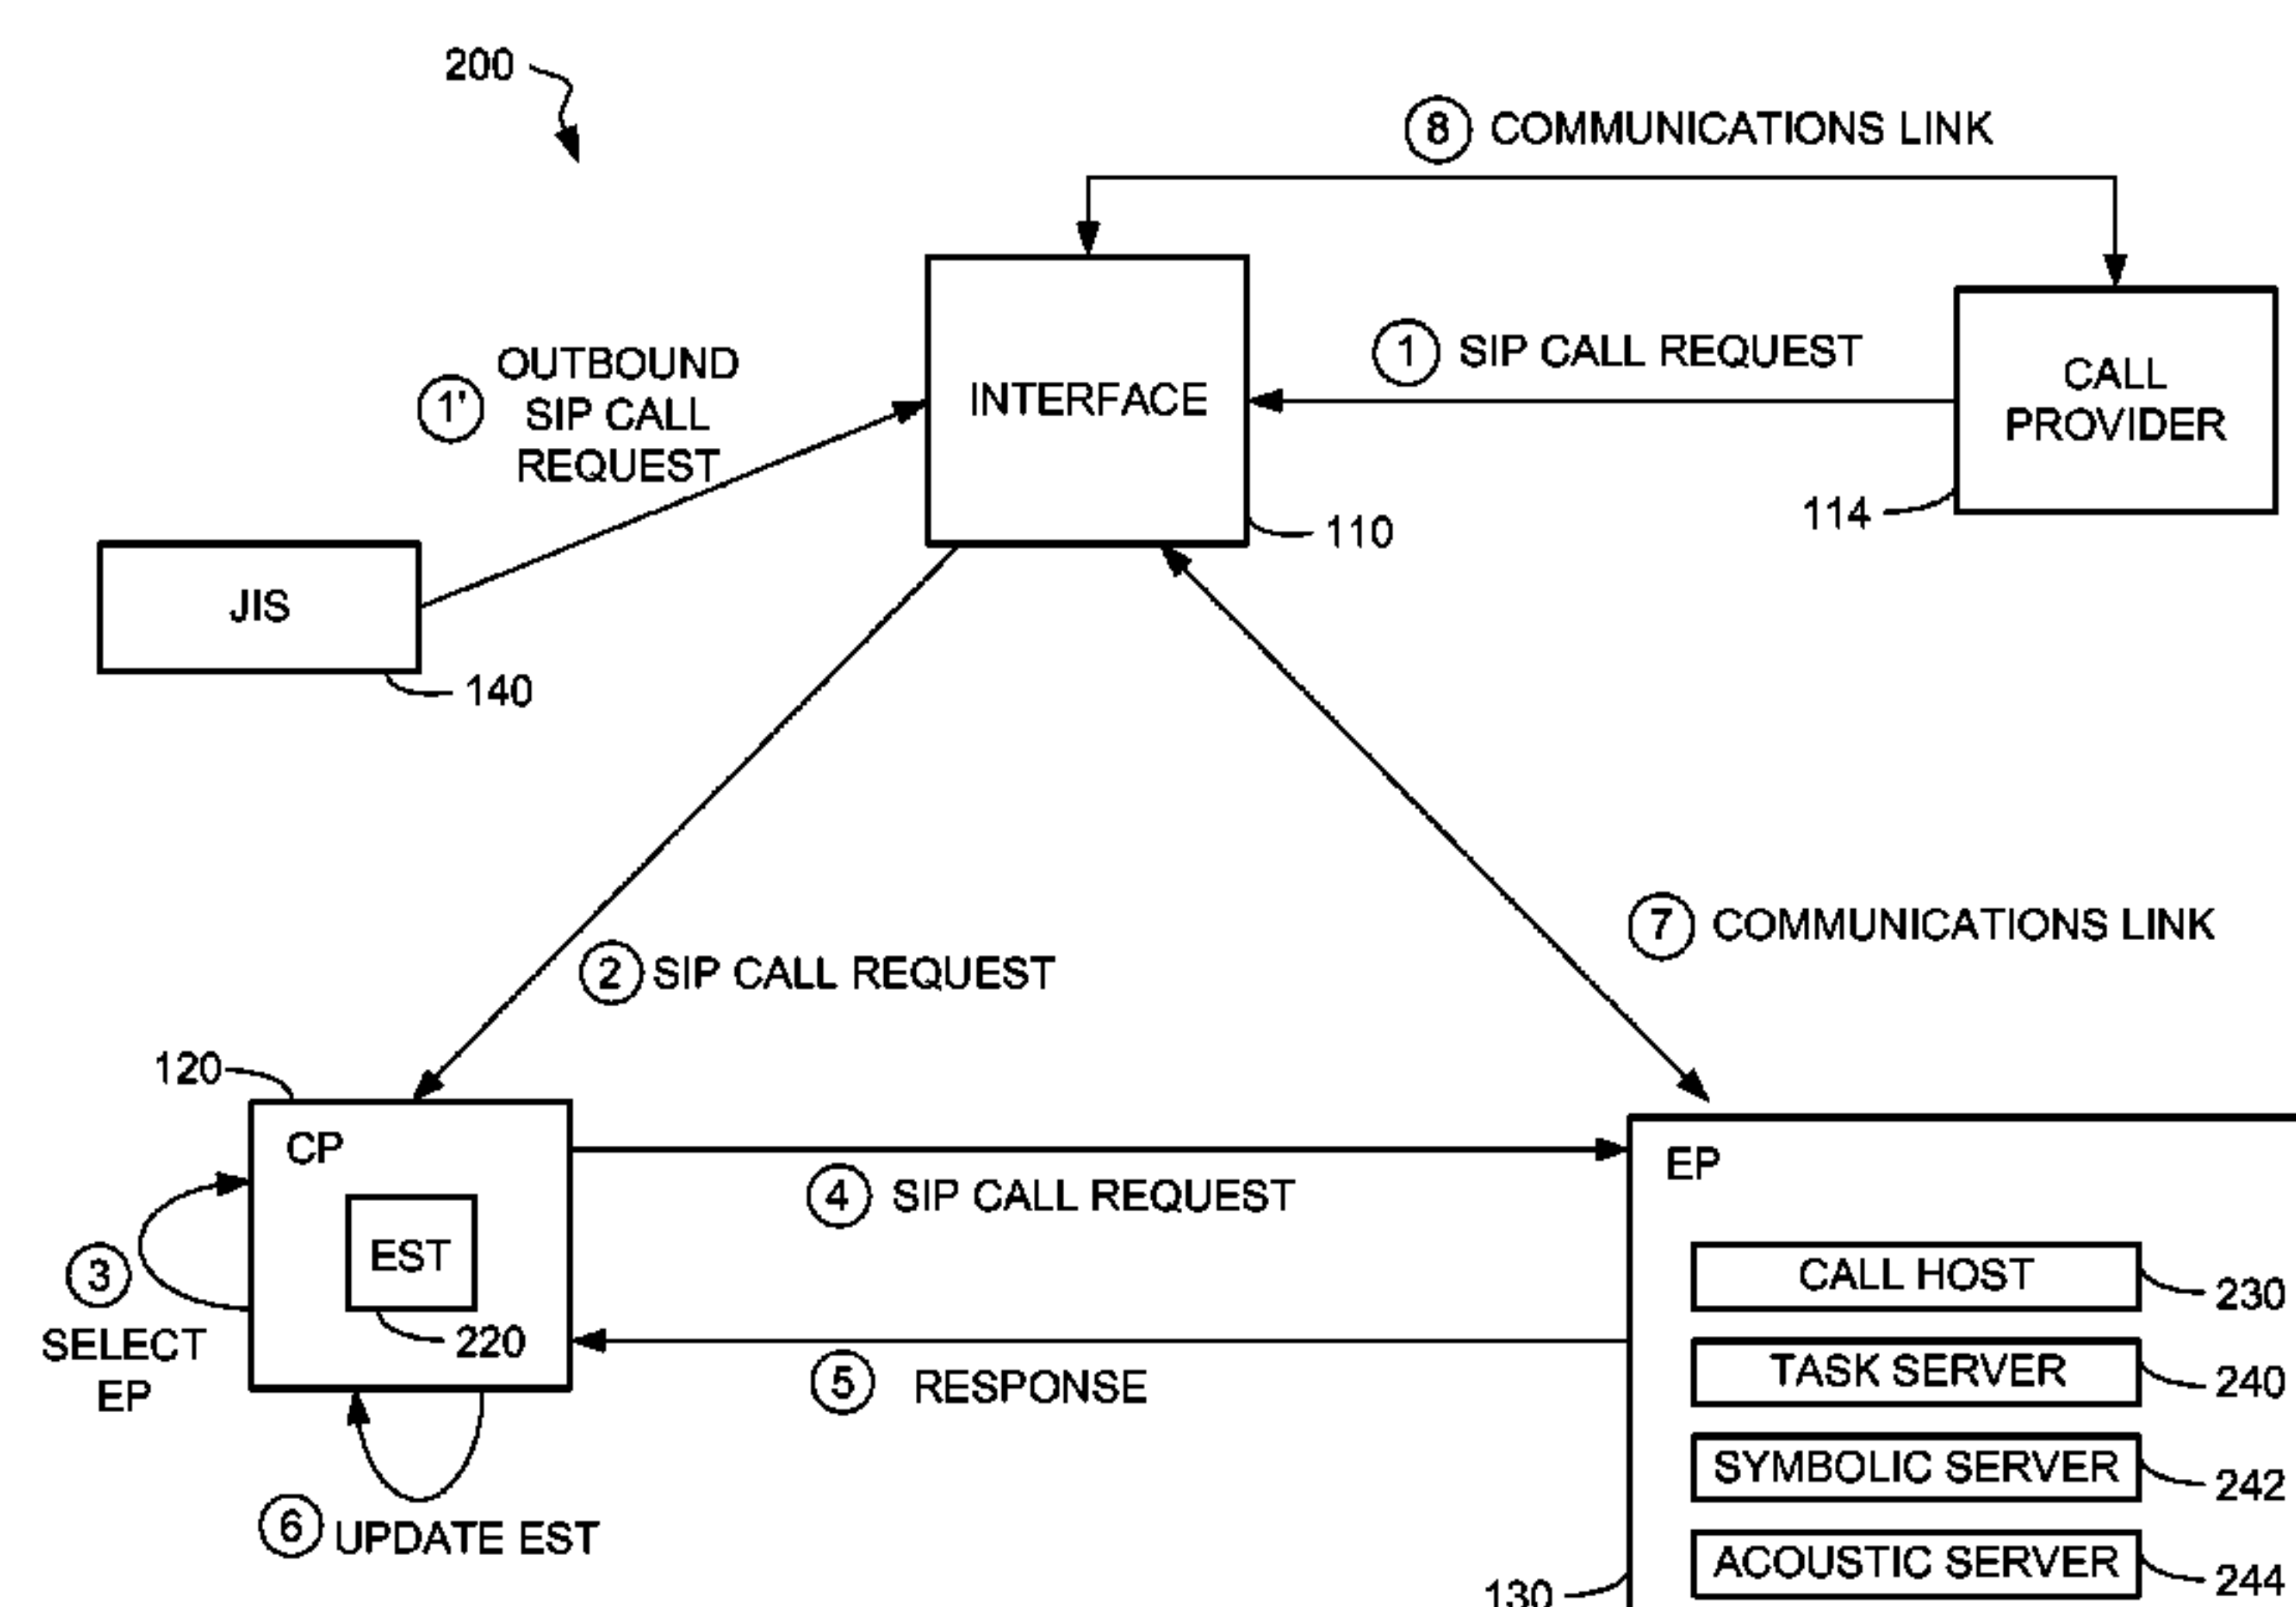 200
8 COMMUNICATIONS LINK
1 SIP CALL REQUEST
CALL
PROVIDER
114
1' OUTBOUND
SIP CALL
REQUEST
INTERFACE
110
JIS
140
7 COMMUNICATIONS LINK
2 SIP CALL REQUEST
120
CP
EST
220
3
SELECT
EP
4 SIP CALL REQUEST
5 RESPONSE
6 UPDATE EST
EP
CALL HOST
230
TASK SERVER
240
SYMBOLIC SERVER
242
ACOUSTIC SERVER
244
130